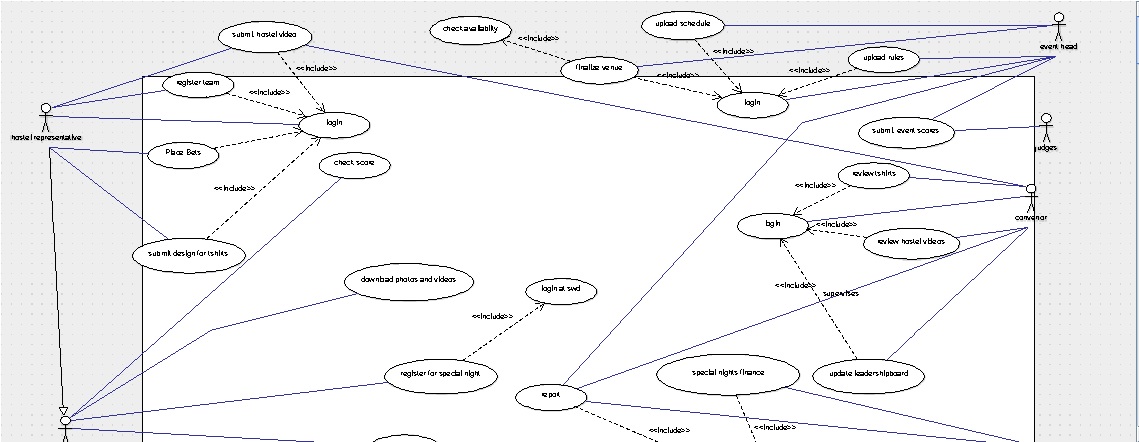 upload schedule
event head
submit hostel video
check availability
<<Include>>
<<Include>>
finalize venue
upload rules
<<Include>>
<<Include>>
<<Include>>
register team
<<Include>>
login
login
hostel representative
submit event scores
judges
Place Bets
check score
review tshirts
<<Include>>
<<Include>>
convenor
login
<<Include>>
review hostel videos
submit design for tshirts
download photos and videos
login at swd
<<Include>>
supervises
<<Include>>
register for special night
special nights finance
update leadershipboard
report
<<Include>>
<<Include>>